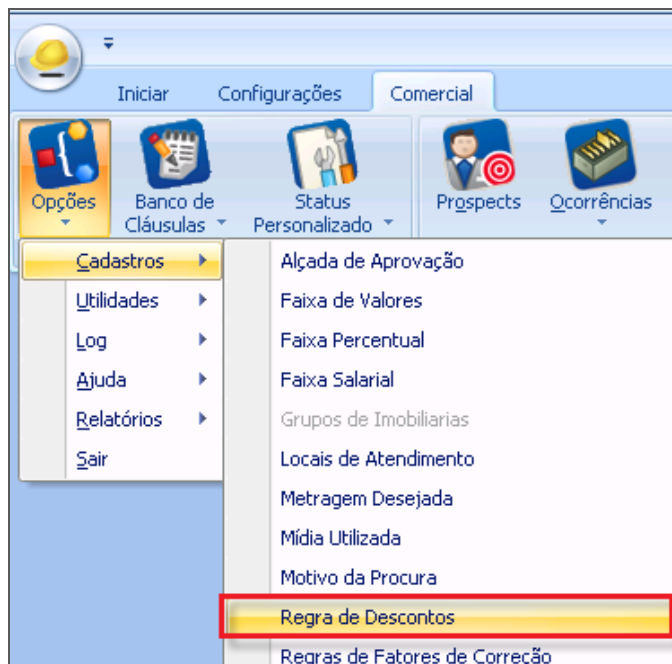 Iniciar Configurações Comercial
Opções
Banco de
Cláusulas
Status
Personalizado
Prospects
Ocorrências
Cadastros
Utilidades
Log
Ajuda
Relatórios
Sair
Alçada de Aprovação
Faixa de Valores
Faixa Percentual
Faixa Salarial
Grupos de Imobiliarias
Locais de Atendimento
Metragem Desejada
Mídia Utilizada
Motivo da Procura
Regra de Descontos
Regras de Fatores de Correção